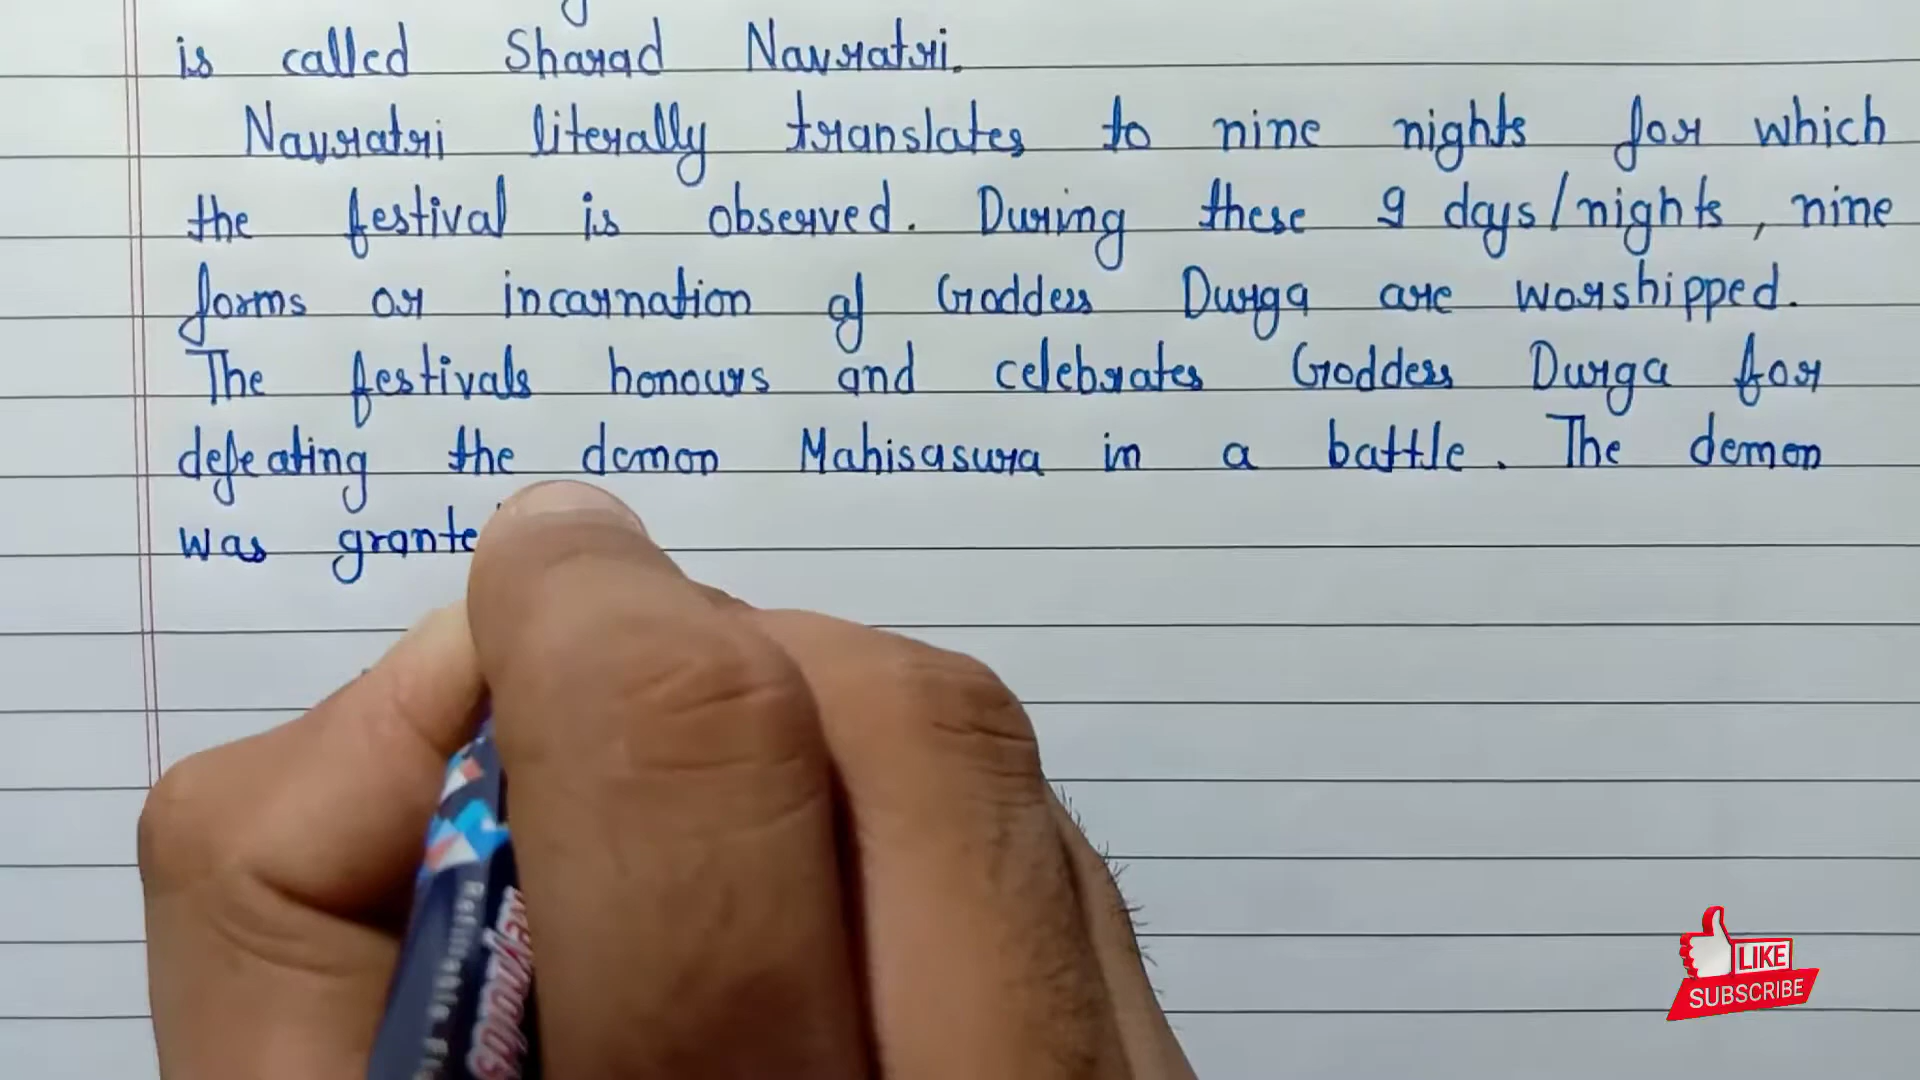 is called Sharad Navratri.
Navratri literally translates to nine nights for which
the festival is observed. During these 9 days/nights, nine
forms or incarnation of Goddess Durga are worshipped.
The festivals honours and celebrates Goddess Durga for
defeating the demon Mahisasura in a battle. The demon
was grante
Reynolds
LIKE
SUBSCRIBE